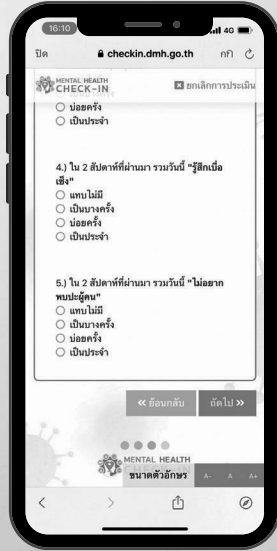 16:10
4G
ปิด
checkin.dmh.go.th
กก
MENTAL HEALTH
CHECK-IN
ยกเลิกการประเมิน
บ่อยครั้ง
เป็นประจำ
4.) ใน 2 สัปดาห์ที่ผ่านมา รวมวันนี้ "รู้สึกเบื่อ
เซ็ง"
แทบไม่มี
เป็นบางครั้ง
บ่อยครั้ง
เป็นประจำ
5.) ใน 2 สัปดาห์ที่ผ่านมา รวมวันนี้ "ไม่อยาก
พบปะผู้คน"
แทบไม่มี
เป็นบางครั้ง
บ่อยครั้ง
เป็นประจำ
« ย้อนกลับ
ถัดไป »
MENTAL HEALTH
ขนาดตัวอักษร
A-
A
A+